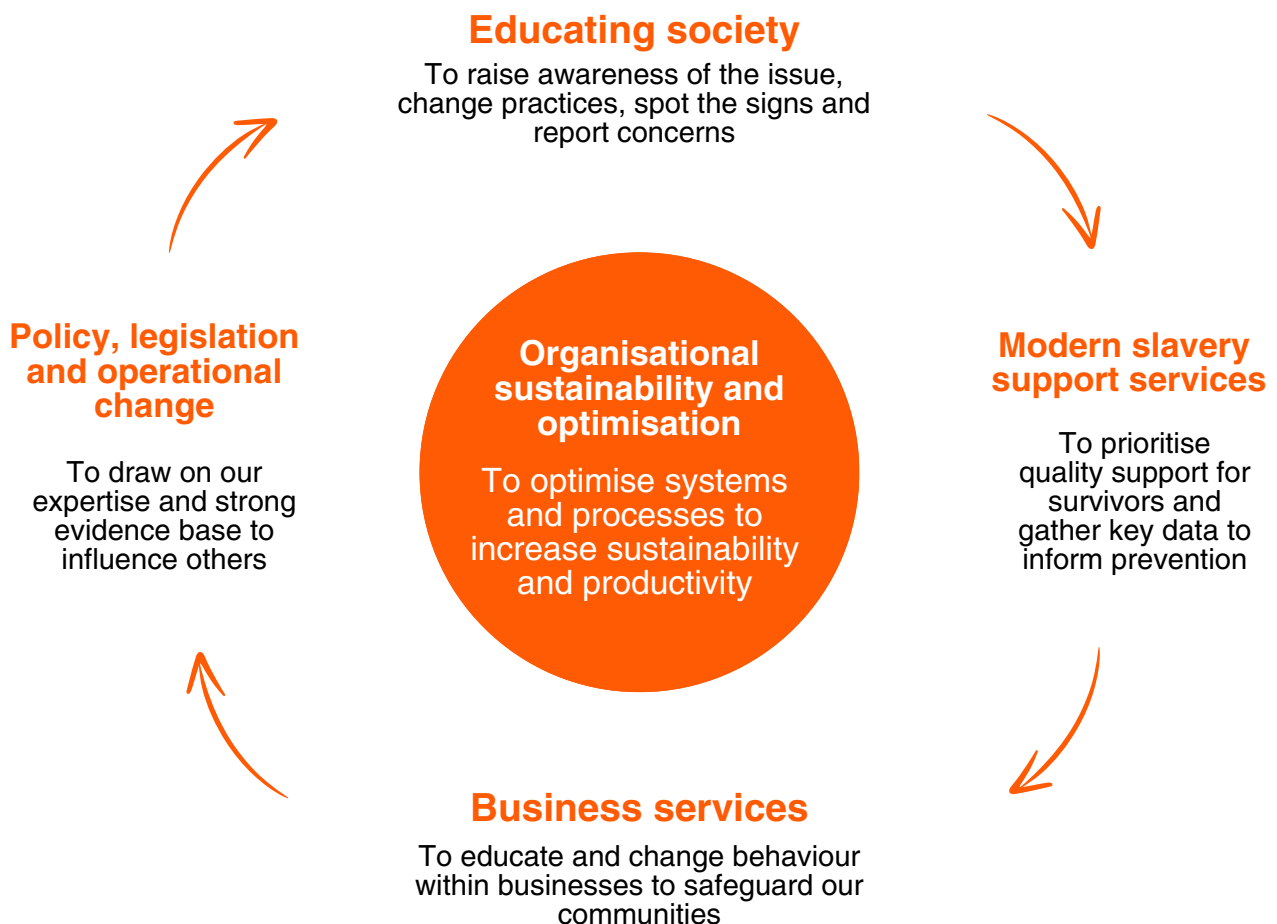 Educating society
To raise awareness of the issue,
change practices, spot the signs and
report concerns
Policy, legislation
and operational
change
To draw on our
expertise and strong
evidence base to
influence others
Organisational
sustainability and
optimisation
To optimise systems
and processes to
increase sustainability
and productivity
Modern slavery
support services
To prioritise
quality support for
survivors and
gather key data to
inform prevention
Business services
To educate and change behaviour
within businesses to safeguard our
communities